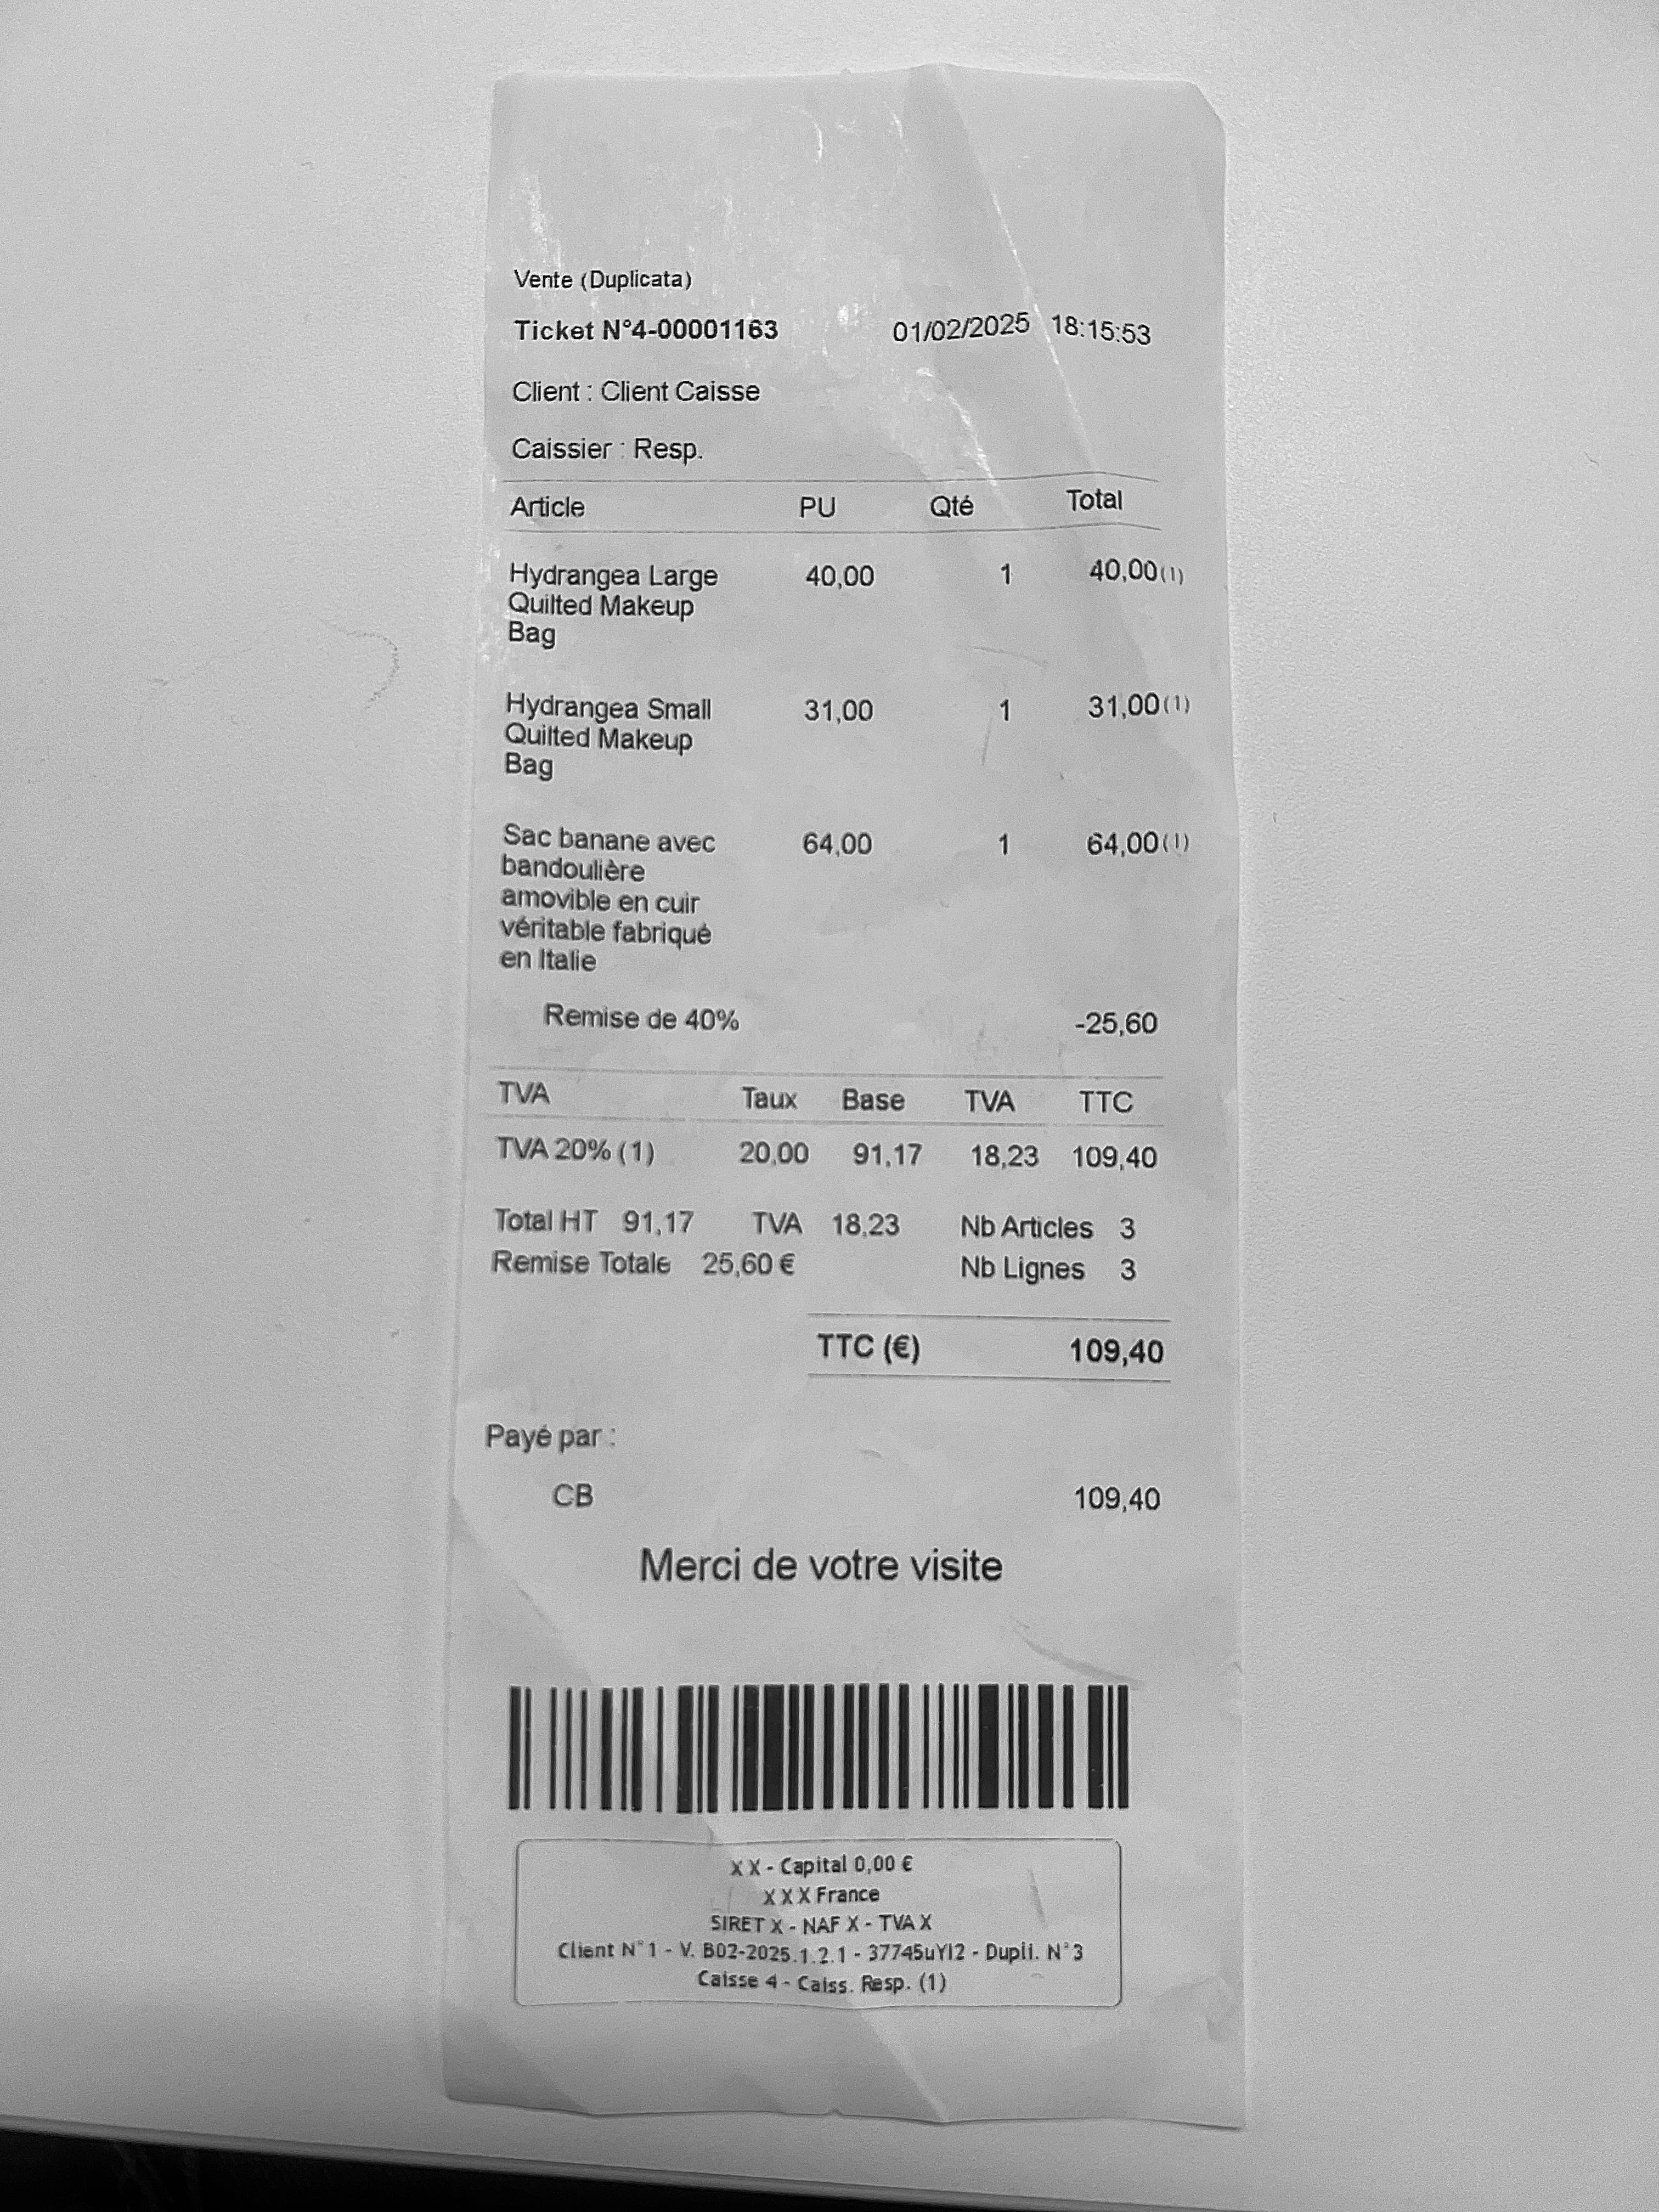 Vente (Duplicata)
Ticket N°4-00001163 01/02/2025 18:15:53
Client : Client Caisse
Caissier : Resp.
Article PU Qté Total
Hydrangea Large 40,00 1 40,00(1)
Quilted Makeup
Bag
Hydrangea Small 31,00 1 31,00(1)
Quilted Makeup
Bag
Sac banane avec 64,00 1 64,00(1)
bandoulière
amovible en cuir
véritable fabriqué
en Italie
Remise de 40% -25,60
TVA Taux Base TVA TTC
TVA 20% (1) 20,00 91,17 18,23 109,40
Total HT 91,17 TVA 18,23 Nb Articles 3
Remise Totale 25,60 € Nb Lignes 3
TTC (€) 109,40
Payé par :
CB 109,40
Merci de votre visite
X X - Capital 0,00 €
X X X France
SIRET X - NAF X - TVA X
Client N°1 - V. B02-2025.1.2.1 - 37745uYI2 - Dupli. N°3
Caisse 4 - Caiss. Resp. (1)